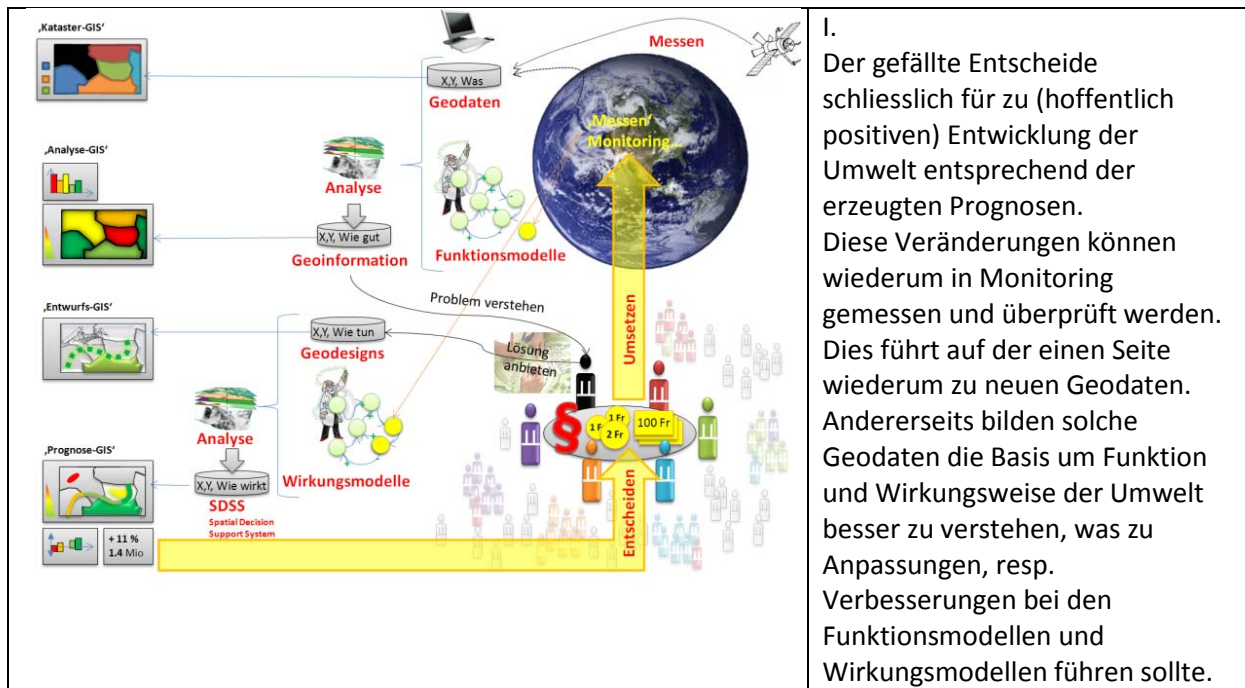 ‚Kataster-GIS'
Messen
X,Y, Was
Geodaten
‚Messen'
Monitoring...
‚Analyse-GIS'
Analyse
X,Y, Wie gut
Geoinformation
Funktionsmodelle
Problem verstehen
‚Entwurfs-GIS'
X,Y, Wie tun
Geodesigns
Lösung
anbieten
Umsetzen
Analyse
Wirkungsmodelle
§
1 Fr
1 Fr
2 Fr
100 Fr
‚Prognose-GIS'
X,Y, Wie wirkt
SDSS
Spatial Decision
Support System
+ 11 %
1.4 Mio
Entscheiden
I.
Der gefällte Entscheide
schliesslich für zu (hoffentlich
positiven) Entwicklung der
Umwelt entsprechend der
erzeugten Prognosen.
Diese Veränderungen können
wiederum in Monitoring
gemessen und überprüft werden.
Dies führt auf der einen Seite
wiederum zu neuen Geodaten.
Andererseits bilden solche
Geodaten die Basis um Funktion
und Wirkungsweise der Umwelt
besser zu verstehen, was zu
Anpassungen, resp.
Verbesserungen bei den
Funktionsmodellen und
Wirkungsmodellen führen sollte.